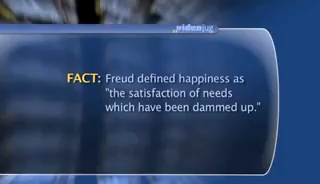 videojug
FACT: Freud defined happiness as
"the satisfaction of needs
which have been dammed up."